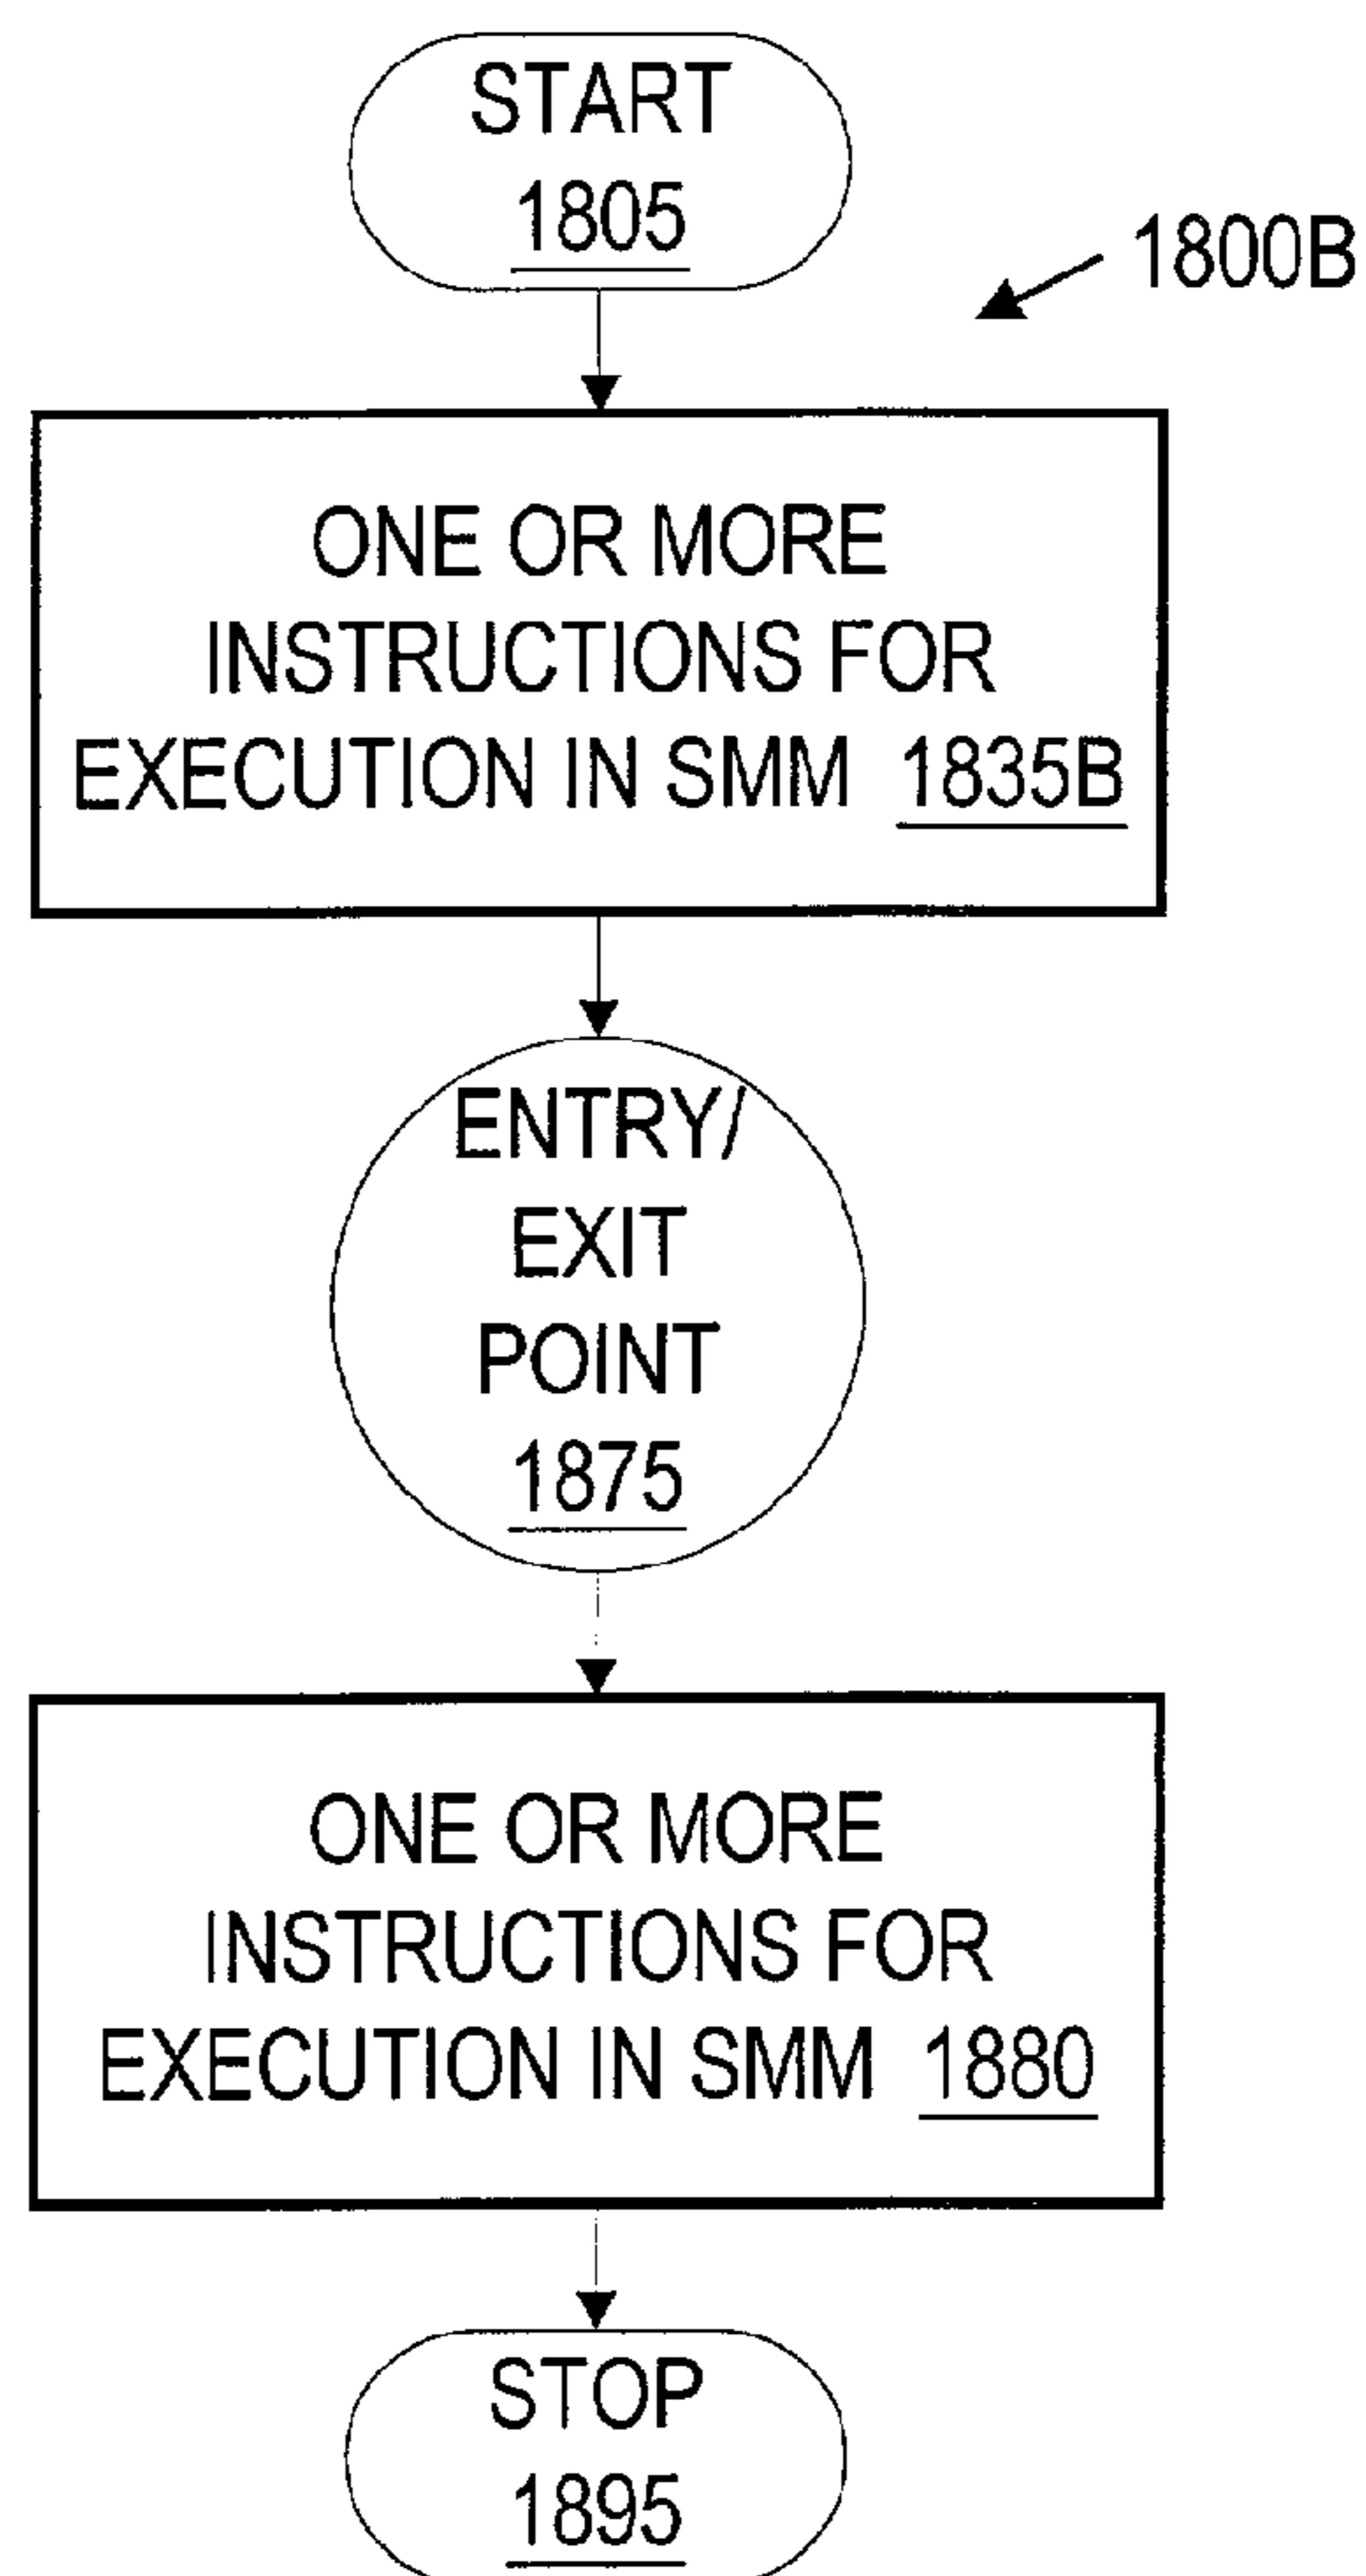 START
1805
1800B
ONE OR MORE
INSTRUCTIONS FOR
EXECUTION IN SMM 1835B
ENTRY/
EXIT
POINT
1875
ONE OR MORE
INSTRUCTIONS FOR
EXECUTION IN SMM 1880
STOP
1895